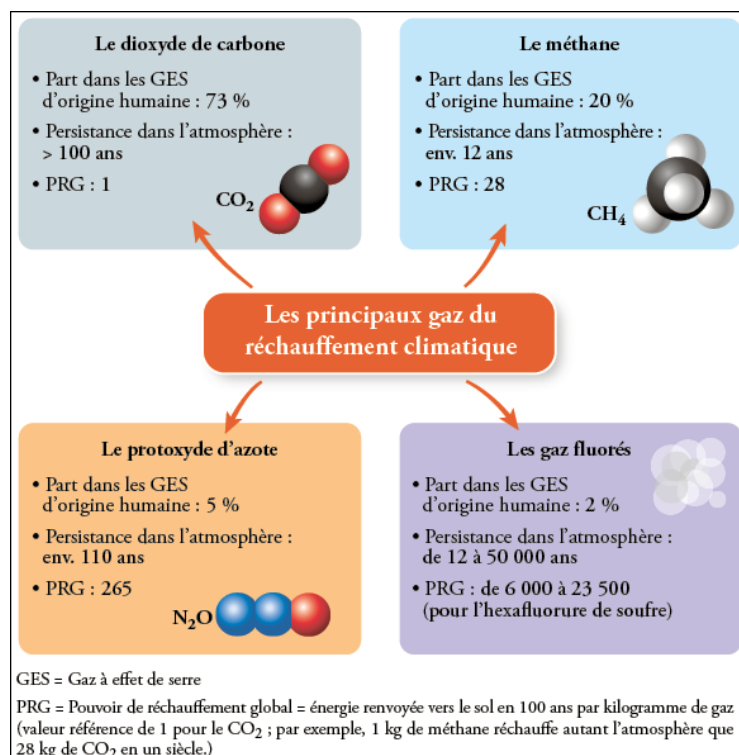 Le dioxyde de carbone
• Part dans les GES
d'origine humaine : 73 %
• Persistance dans l'atmosphère :
> 100 ans
• PRG : 1
CO₂
Le méthane
• Part dans les GES
d'origine humaine : 20 %
• Persistance dans l'atmosphère :
env. 12 ans
• PRG : 28
CH₄
Les principaux gaz du
réchauffement climatique
Le protoxyde d'azote
• Part dans les GES
d'origine humaine : 5 %
• Persistance dans l'atmosphère :
env. 110 ans
• PRG : 265
N₂O
Les gaz fluorés
• Part dans les GES
d'origine humaine : 2 %
• Persistance dans l'atmosphère :
de 12 à 50 000 ans
• PRG : de 6 000 à 23 500
(pour l'hexafluorure de soufre)
GES = Gaz à effet de serre
PRG = Pouvoir de réchauffement global = énergie renvoyée vers le sol en 100 ans par kilogramme de gaz
(valeur référence de 1 pour le CO₂ ; par exemple, 1 kg de méthane réchauffe autant l'atmosphère que
28 kg de CO₂ en un siècle.)